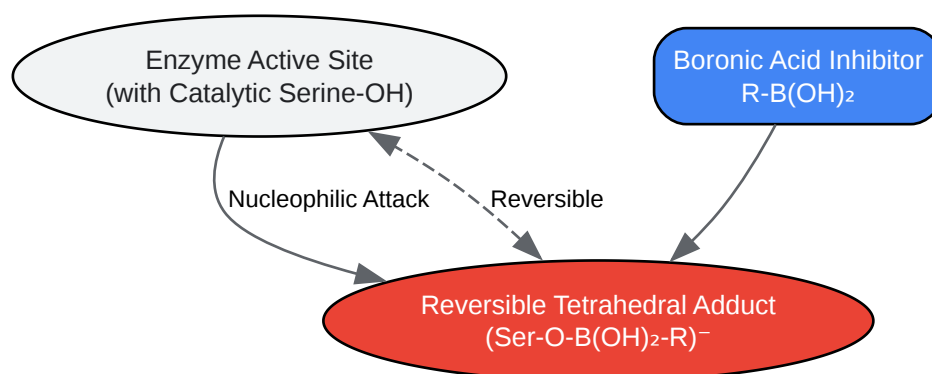 Enzyme Active Site
(with Catalytic Serine-OH)
Boronic Acid Inhibitor
R-B(OH)₂
Nucleophilic Attack
Reversible
Reversible Tetrahedral Adduct
(Ser-O-B(OH)₂-R)⁻